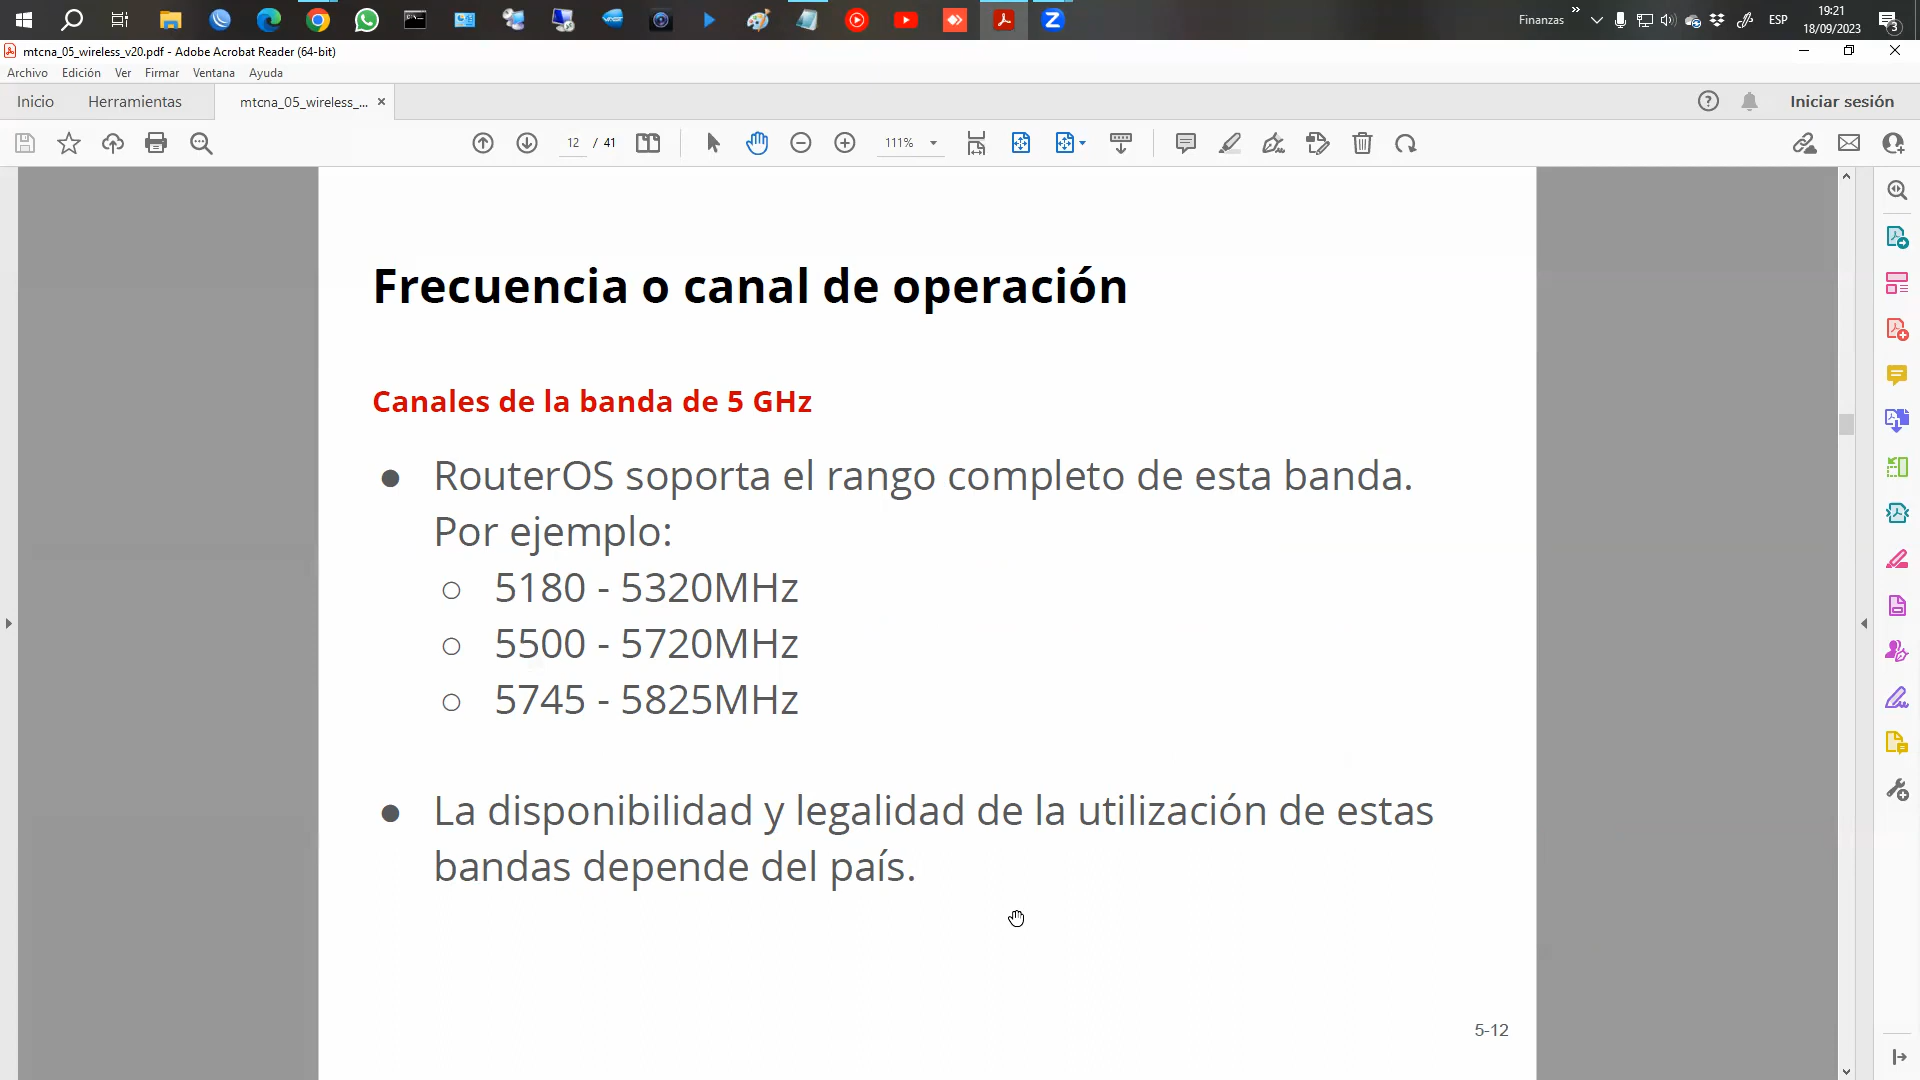 Finanzas
»
ESP
19:21
18/09/2023
3
mtcna_05_wireless_v20.pdf - Adobe Acrobat Reader (64-bit)
Archivo Edición Ver Firmar Ventana Ayuda
Inicio Herramientas mtcna_05_wireless_... × Iniciar sesión
12 / 41 111%
Frecuencia o canal de operación
Canales de la banda de 5 GHz
● RouterOS soporta el rango completo de esta banda.
Por ejemplo:
○ 5180 - 5320MHz
○ 5500 - 5720MHz
○ 5745 - 5825MHz
● La disponibilidad y legalidad de la utilización de estas
bandas depende del país.
5-12